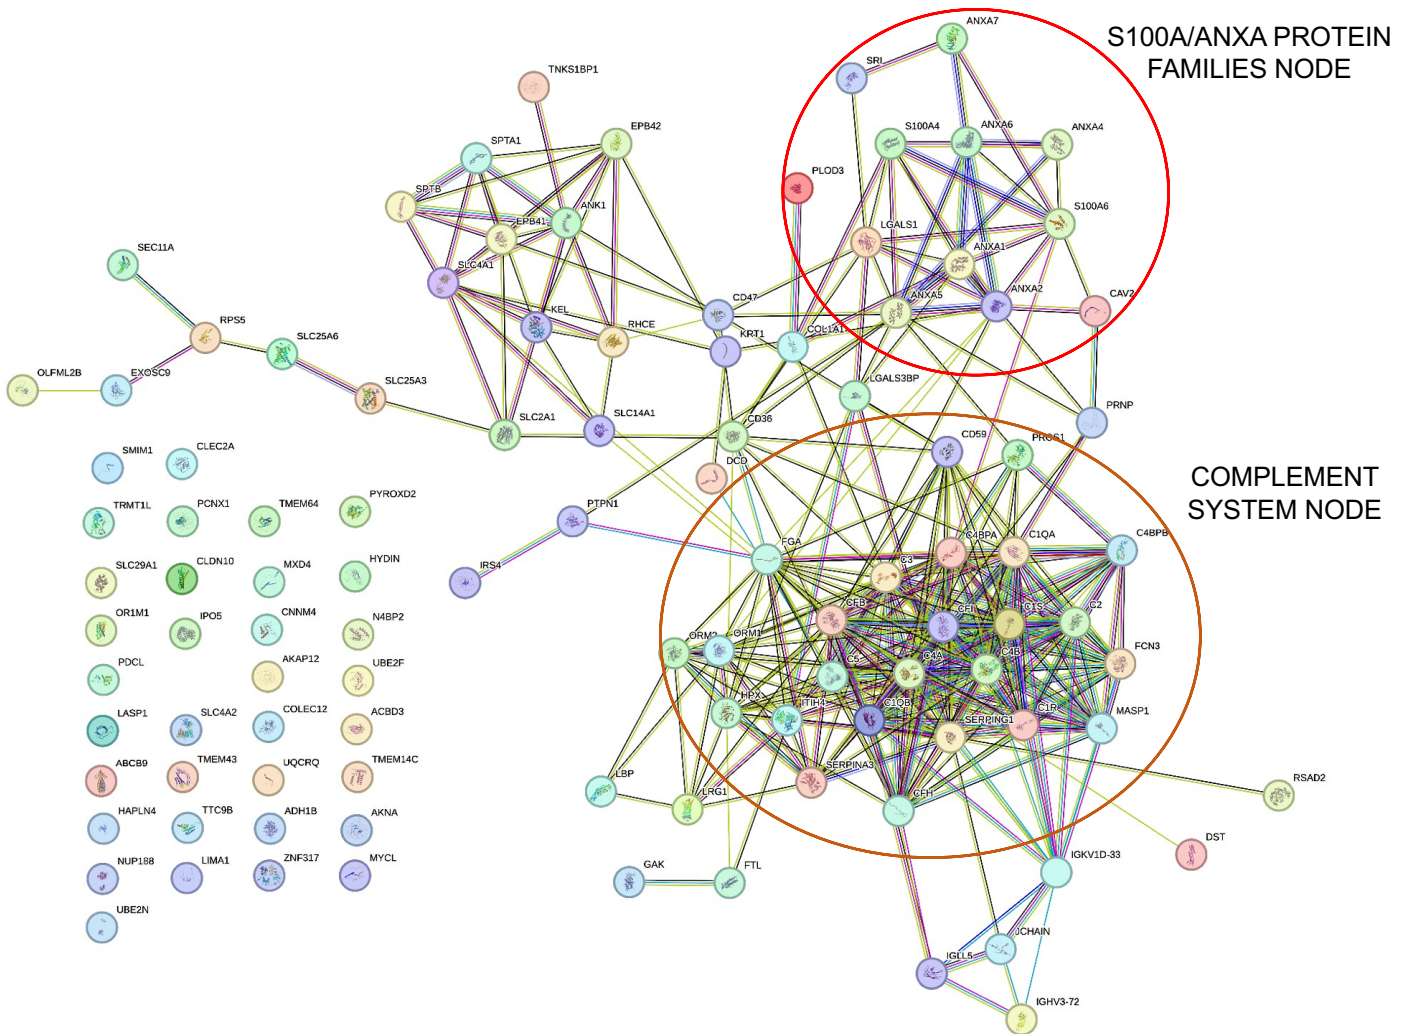 ANXA7
S100A/ANXA PROTEIN
FAMILIES NODE
SRI
TNKS1BP1
S100A4
ANXA6
ANXA4
EPB42
SPTA1
PLOD3
SPTB
ANK1
S100A6
EPB41
LGALS1
SEC11A
ANXA1
SLC4A1
ANXA2
CAV2
ANXA5
CD47
KEL
RPS5
RHCE
KRT1
COL1A1
SLC25A6
OLFML2B
EXOSC9
SLC25A3
LGALS3BP
SLC2A1
SLC14A1
CD36
PRNP
CD59
PROS1
SMIM1
CLEC2A
DCD
COMPLEMENT
SYSTEM NODE
PYROXD2
TRMT1L
PCNX1
TMEM64
PTPN1
C4BPA
C1QA
C4BPB
FGA
C3
SLC29A1
CLDN10
MXD4
HYDIN
IRS4
CFB
CFI
C1S
C2
OR1M1
IPO5
CNNM4
N4BP2
ORM2
ORM1
C5
C4A
C4B
FCN3
PDCL
AKAP12
UBE2F
HPX
ITIH4
C1QB
SERPING1
C1R
MASP1
LASP1
SLC4A2
COLEC12
ACBD3
ABCB9
TMEM43
UQCRQ
TMEM14C
LBP
LRG1
SERPINA3
CFH
RSAD2
HAPLN4
TTC9B
ADH1B
AKNA
DST
NUP188
LIMA1
ZNF317
MYCL
GAK
FTL
IGKV1D-33
UBE2N
JCHAIN
IGLL5
IGHV3-72